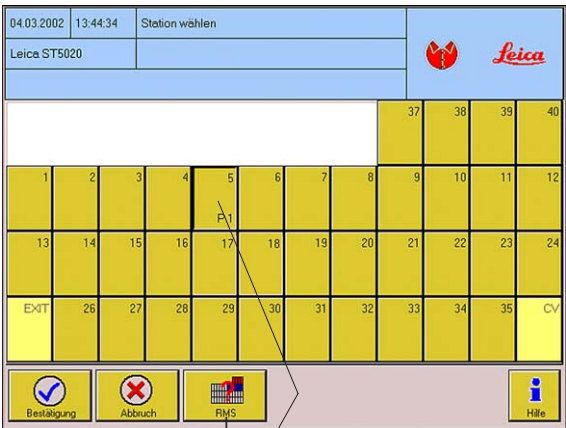 04.03.2002 13:44:34 Station wählen
Leica ST5020
Leica
37 38 39 40
1 2 3 4 5 6 7 8 9 10 11 12
P1
13 14 15 16 17 18 19 20 21 22 23 24
EXIT 26 27 28 29 30 31 32 33 34 35 CV
Bestätigung Abbruch RMS Hilfe